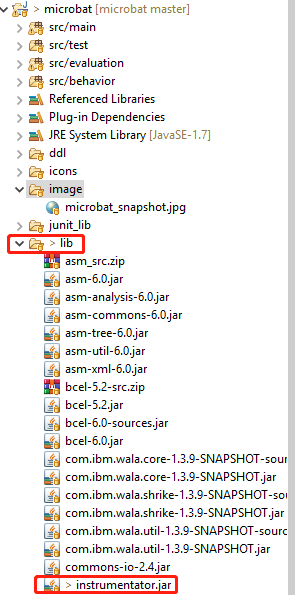 > microbat [microbat master]
src/main
src/test
src/evaluation
src/behavior
Referenced Libraries
Plug-in Dependencies
JRE System Library [JavaSE-1.7]
ddl
icons
image
microbat_snapshot.jpg
junit_lib
> lib
asm_src.zip
asm-6.0.jar
asm-analysis-6.0.jar
asm-commons-6.0.jar
asm-tree-6.0.jar
asm-util-6.0.jar
asm-xml-6.0.jar
bcel-5.2-src.zip
bcel-5.2.jar
bcel-6.0-sources.jar
bcel-6.0.jar
com.ibm.wala.core-1.3.9-SNAPSHOT-sour
com.ibm.wala.core-1.3.9-SNAPSHOT.jar
com.ibm.wala.shrike-1.3.9-SNAPSHOT-sou
com.ibm.wala.shrike-1.3.9-SNAPSHOT.jar
com.ibm.wala.util-1.3.9-SNAPSHOT-sourc
com.ibm.wala.util-1.3.9-SNAPSHOT.jar
commons-io-2.4.jar
> instrumentator.jar